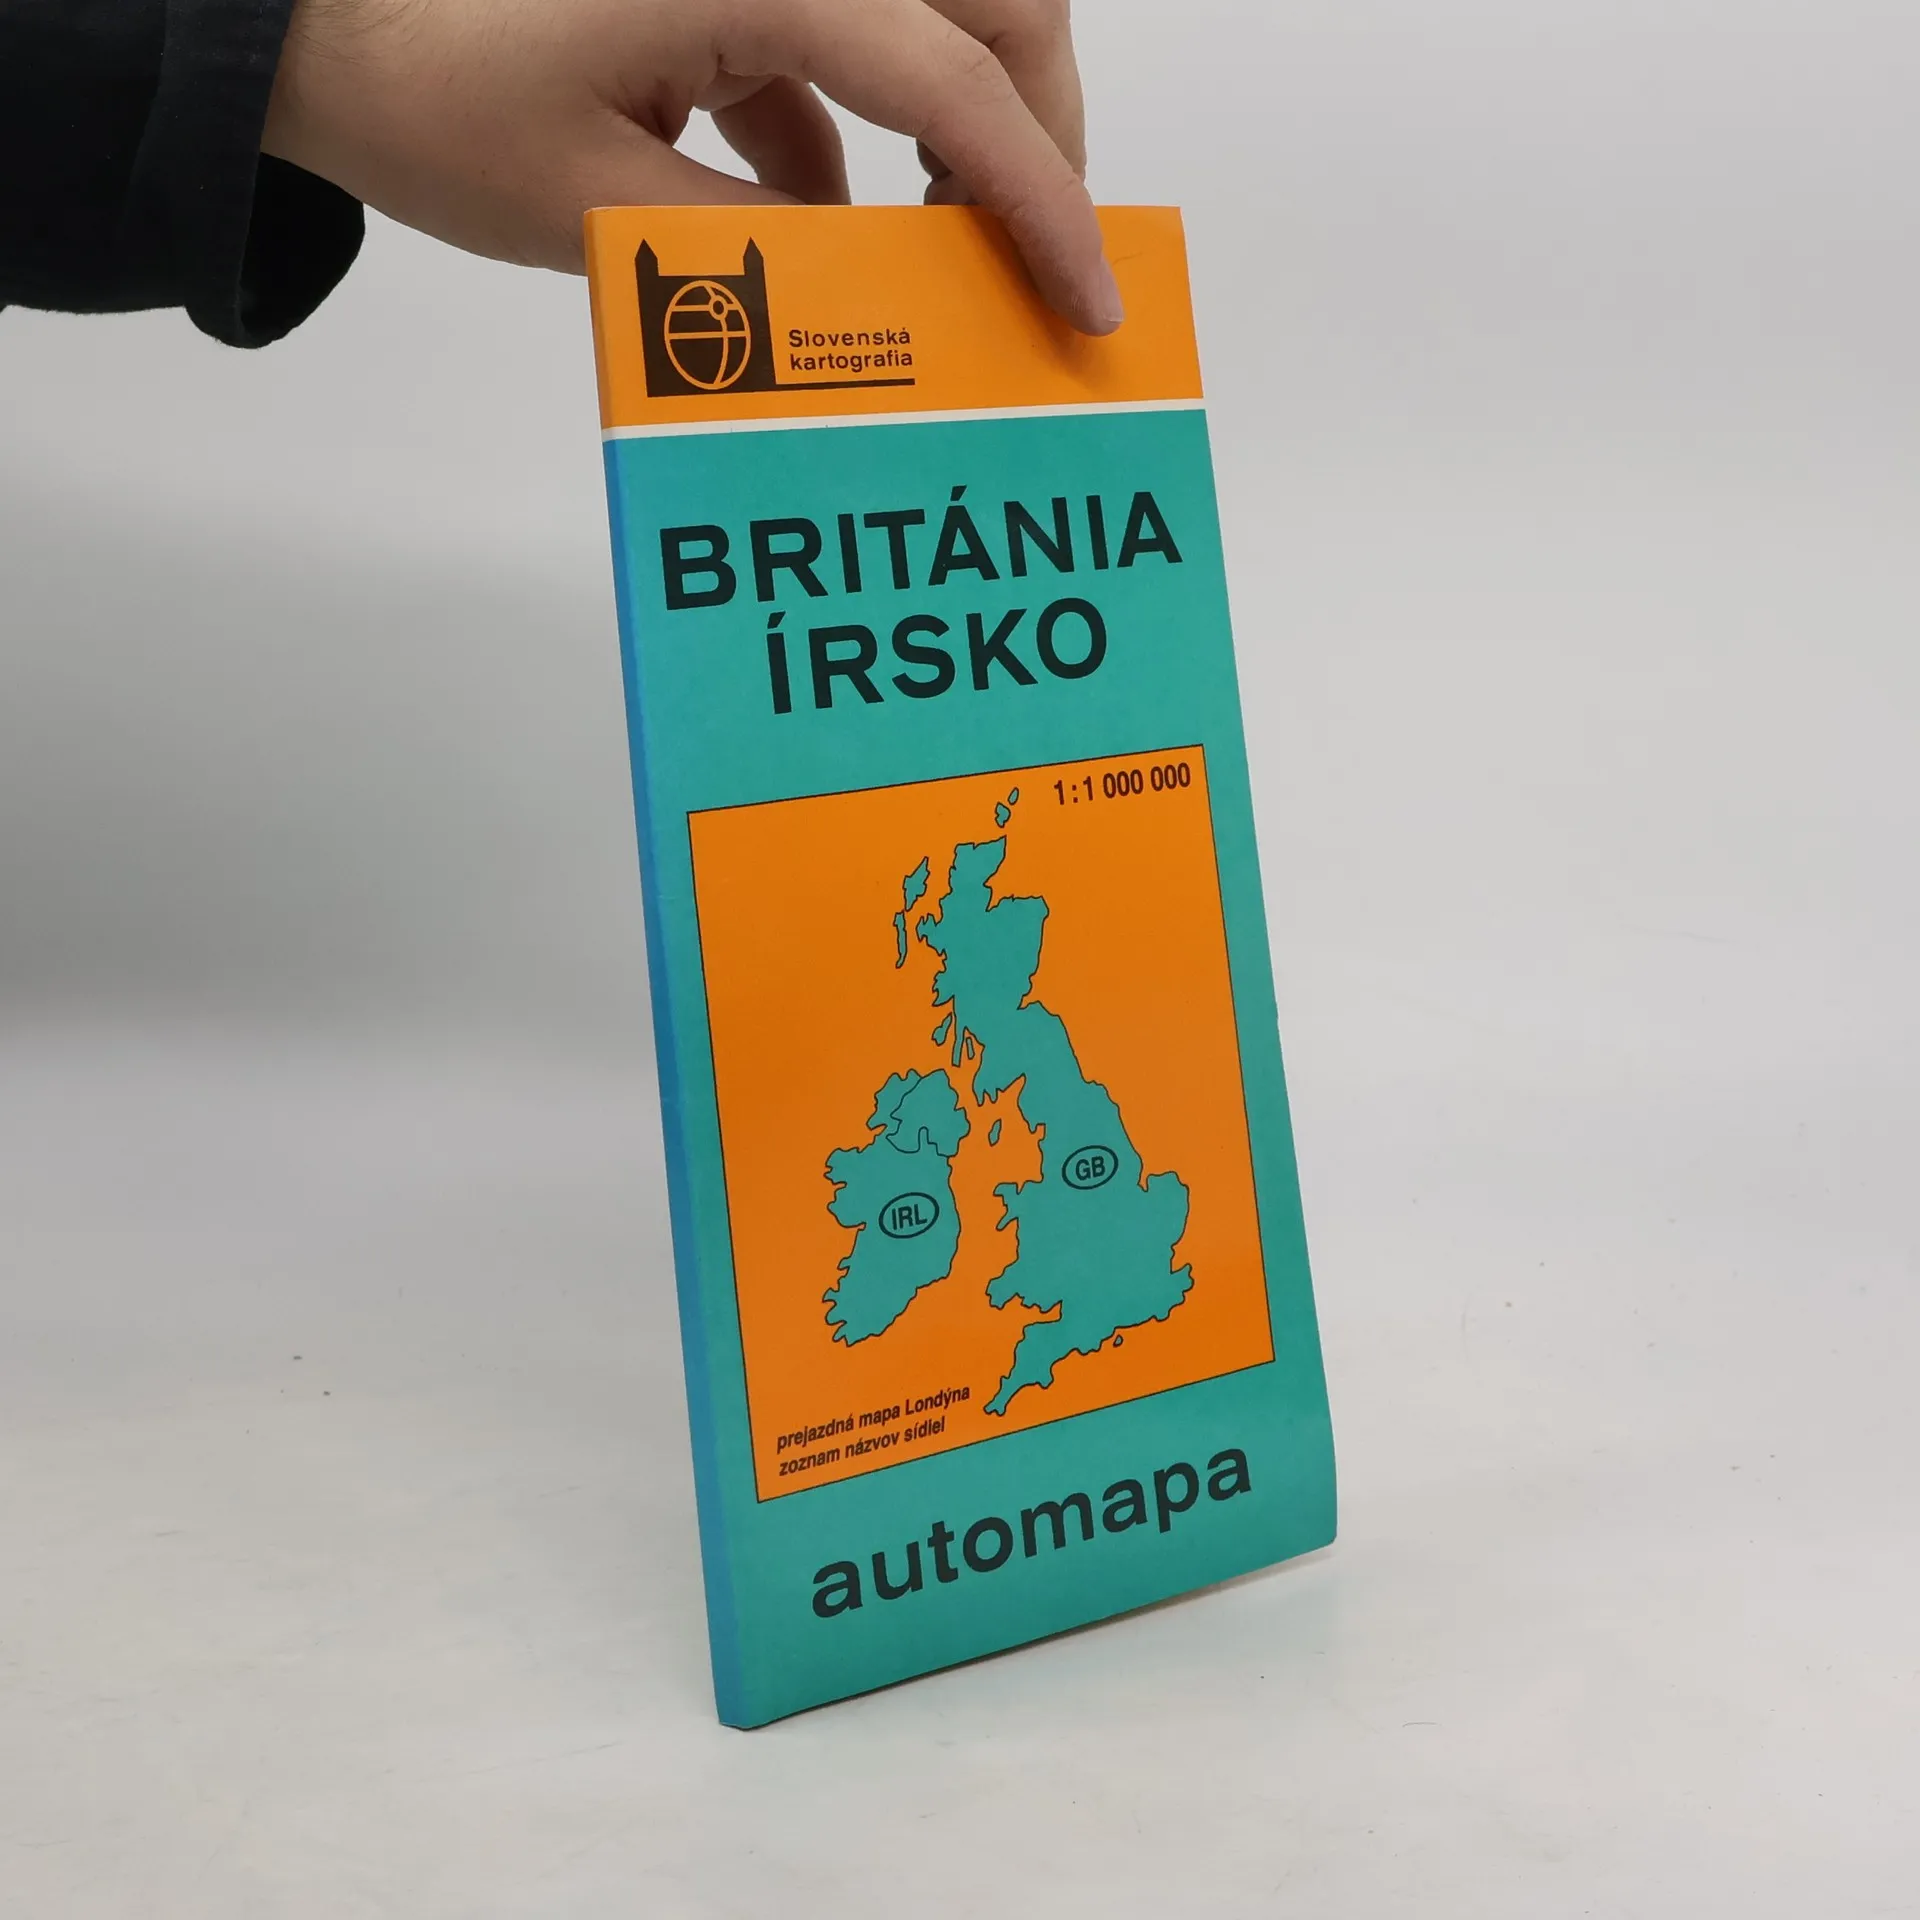 Slovenská
kartografia
BRITÁNIA
ÍRSKO
1:1 000 000
GB
IRL
prejazdná mapa Londýna
zoznam názvov sídiel
automapa